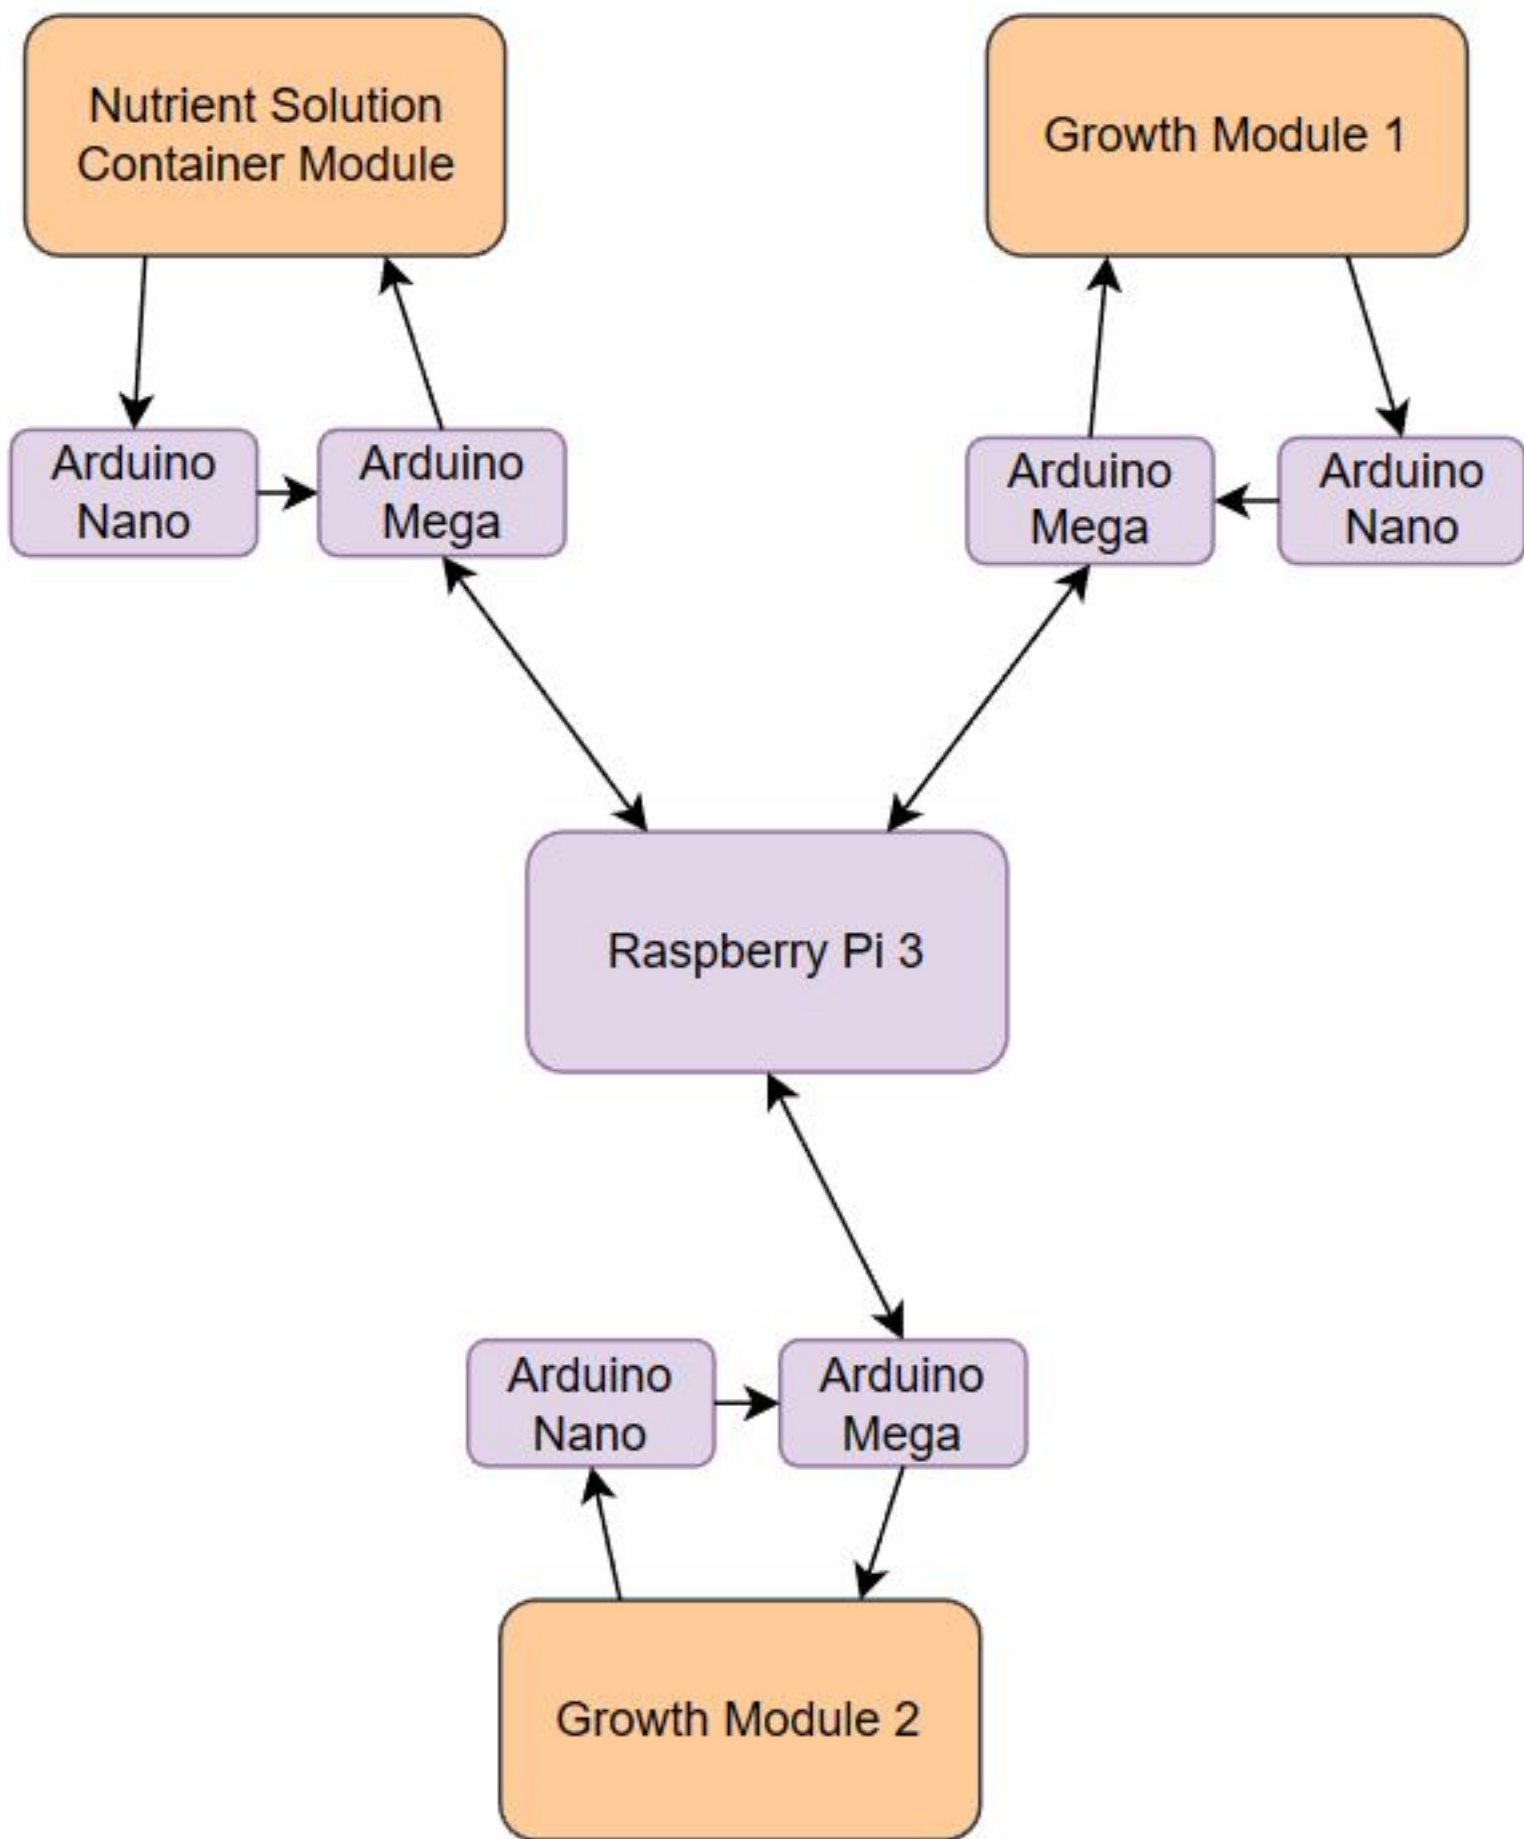 Nutrient Solution
Container Module
Growth Module 1
Arduino
Nano
Arduino
Mega
Arduino
Mega
Arduino
Nano
Raspberry Pi 3
Arduino
Nano
Arduino
Mega
Growth Module 2